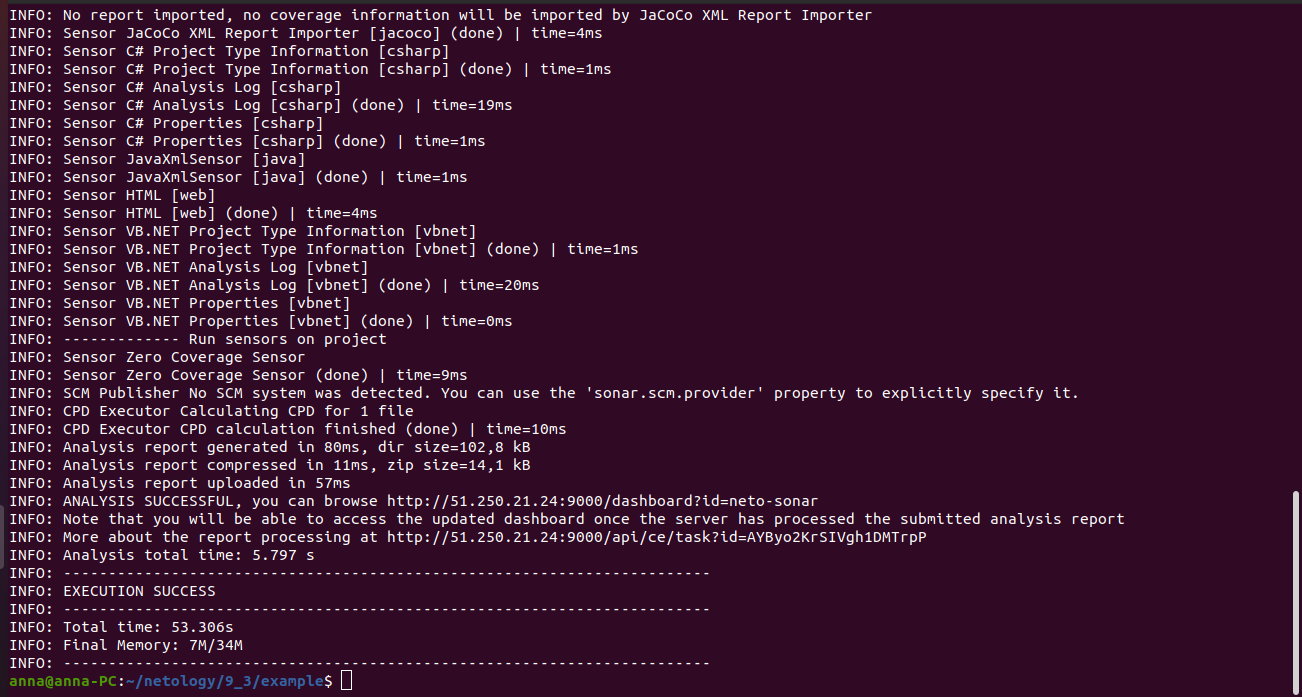 INFO: No report imported, no coverage information will be imported by JaCoCo XML Report Importer
INFO: Sensor JaCoCo XML Report Importer [jacoco] (done) | time=4ms
INFO: Sensor C# Project Type Information [csharp]
INFO: Sensor C# Project Type Information [csharp] (done) | time=1ms
INFO: Sensor C# Analysis Log [csharp]
INFO: Sensor C# Analysis Log [csharp] (done) | time=19ms
INFO: Sensor C# Properties [csharp]
INFO: Sensor C# Properties [csharp] (done) | time=1ms
INFO: Sensor JavaXmlSensor [java]
INFO: Sensor JavaXmlSensor [java] (done) | time=1ms
INFO: Sensor HTML [web]
INFO: Sensor HTML [web] (done) | time=4ms
INFO: Sensor VB.NET Project Type Information [vbnet]
INFO: Sensor VB.NET Project Type Information [vbnet] (done) | time=1ms
INFO: Sensor VB.NET Analysis Log [vbnet]
INFO: Sensor VB.NET Analysis Log [vbnet] (done) | time=20ms
INFO: Sensor VB.NET Properties [vbnet]
INFO: Sensor VB.NET Properties [vbnet] (done) | time=0ms
INFO: ------------- Run sensors on project
INFO: Sensor Zero Coverage Sensor
INFO: Sensor Zero Coverage Sensor (done) | time=9ms
INFO: SCM Publisher No SCM system was detected. You can use the 'sonar.scm.provider' property to explicitly specify it.
INFO: CPD Executor Calculating CPD for 1 file
INFO: CPD Executor CPD calculation finished (done) | time=10ms
INFO: Analysis report generated in 80ms, dir size=102,8 kB
INFO: Analysis report compressed in 11ms, zip size=14,1 kB
INFO: Analysis report uploaded in 57ms
INFO: ANALYSIS SUCCESSFUL, you can browse http://51.250.21.24:9000/dashboard?id=neto-sonar
INFO: Note that you will be able to access the updated dashboard once the server has processed the submitted analysis report
INFO: More about the report processing at http://51.250.21.24:9000/api/ce/task?id=AYByo2KrSIVgh1DMTrpP
INFO: Analysis total time: 5.797 s
INFO: ------------------------------------------------------------------------
INFO: EXECUTION SUCCESS
INFO: ------------------------------------------------------------------------
INFO: Total time: 53.306s
INFO: Final Memory: 7M/34M
INFO: ------------------------------------------------------------------------
anna@anna-PC:~/netology/9_3/example$